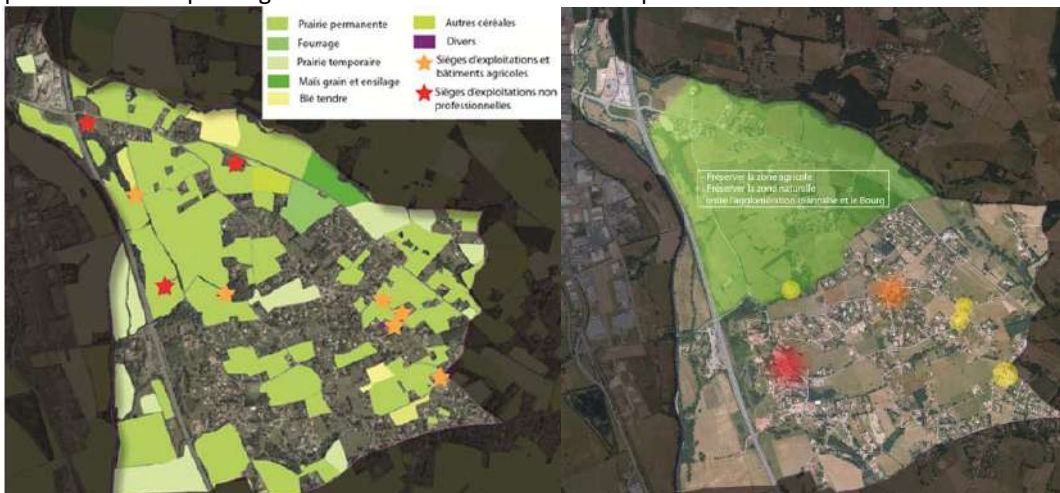 Prairie permanente
Fourrage
Prairie temporaire
Maïs grain et ensilage
Blé tendre
Autres céréales
Divers
Sièges d'exploitations et
bâtiments agricoles
Sièges d'exploitations non
professionnelles
- Préserver la zone agricole
- Préserver la zone naturelle
entre l'agglomération roannaise et le Bourg